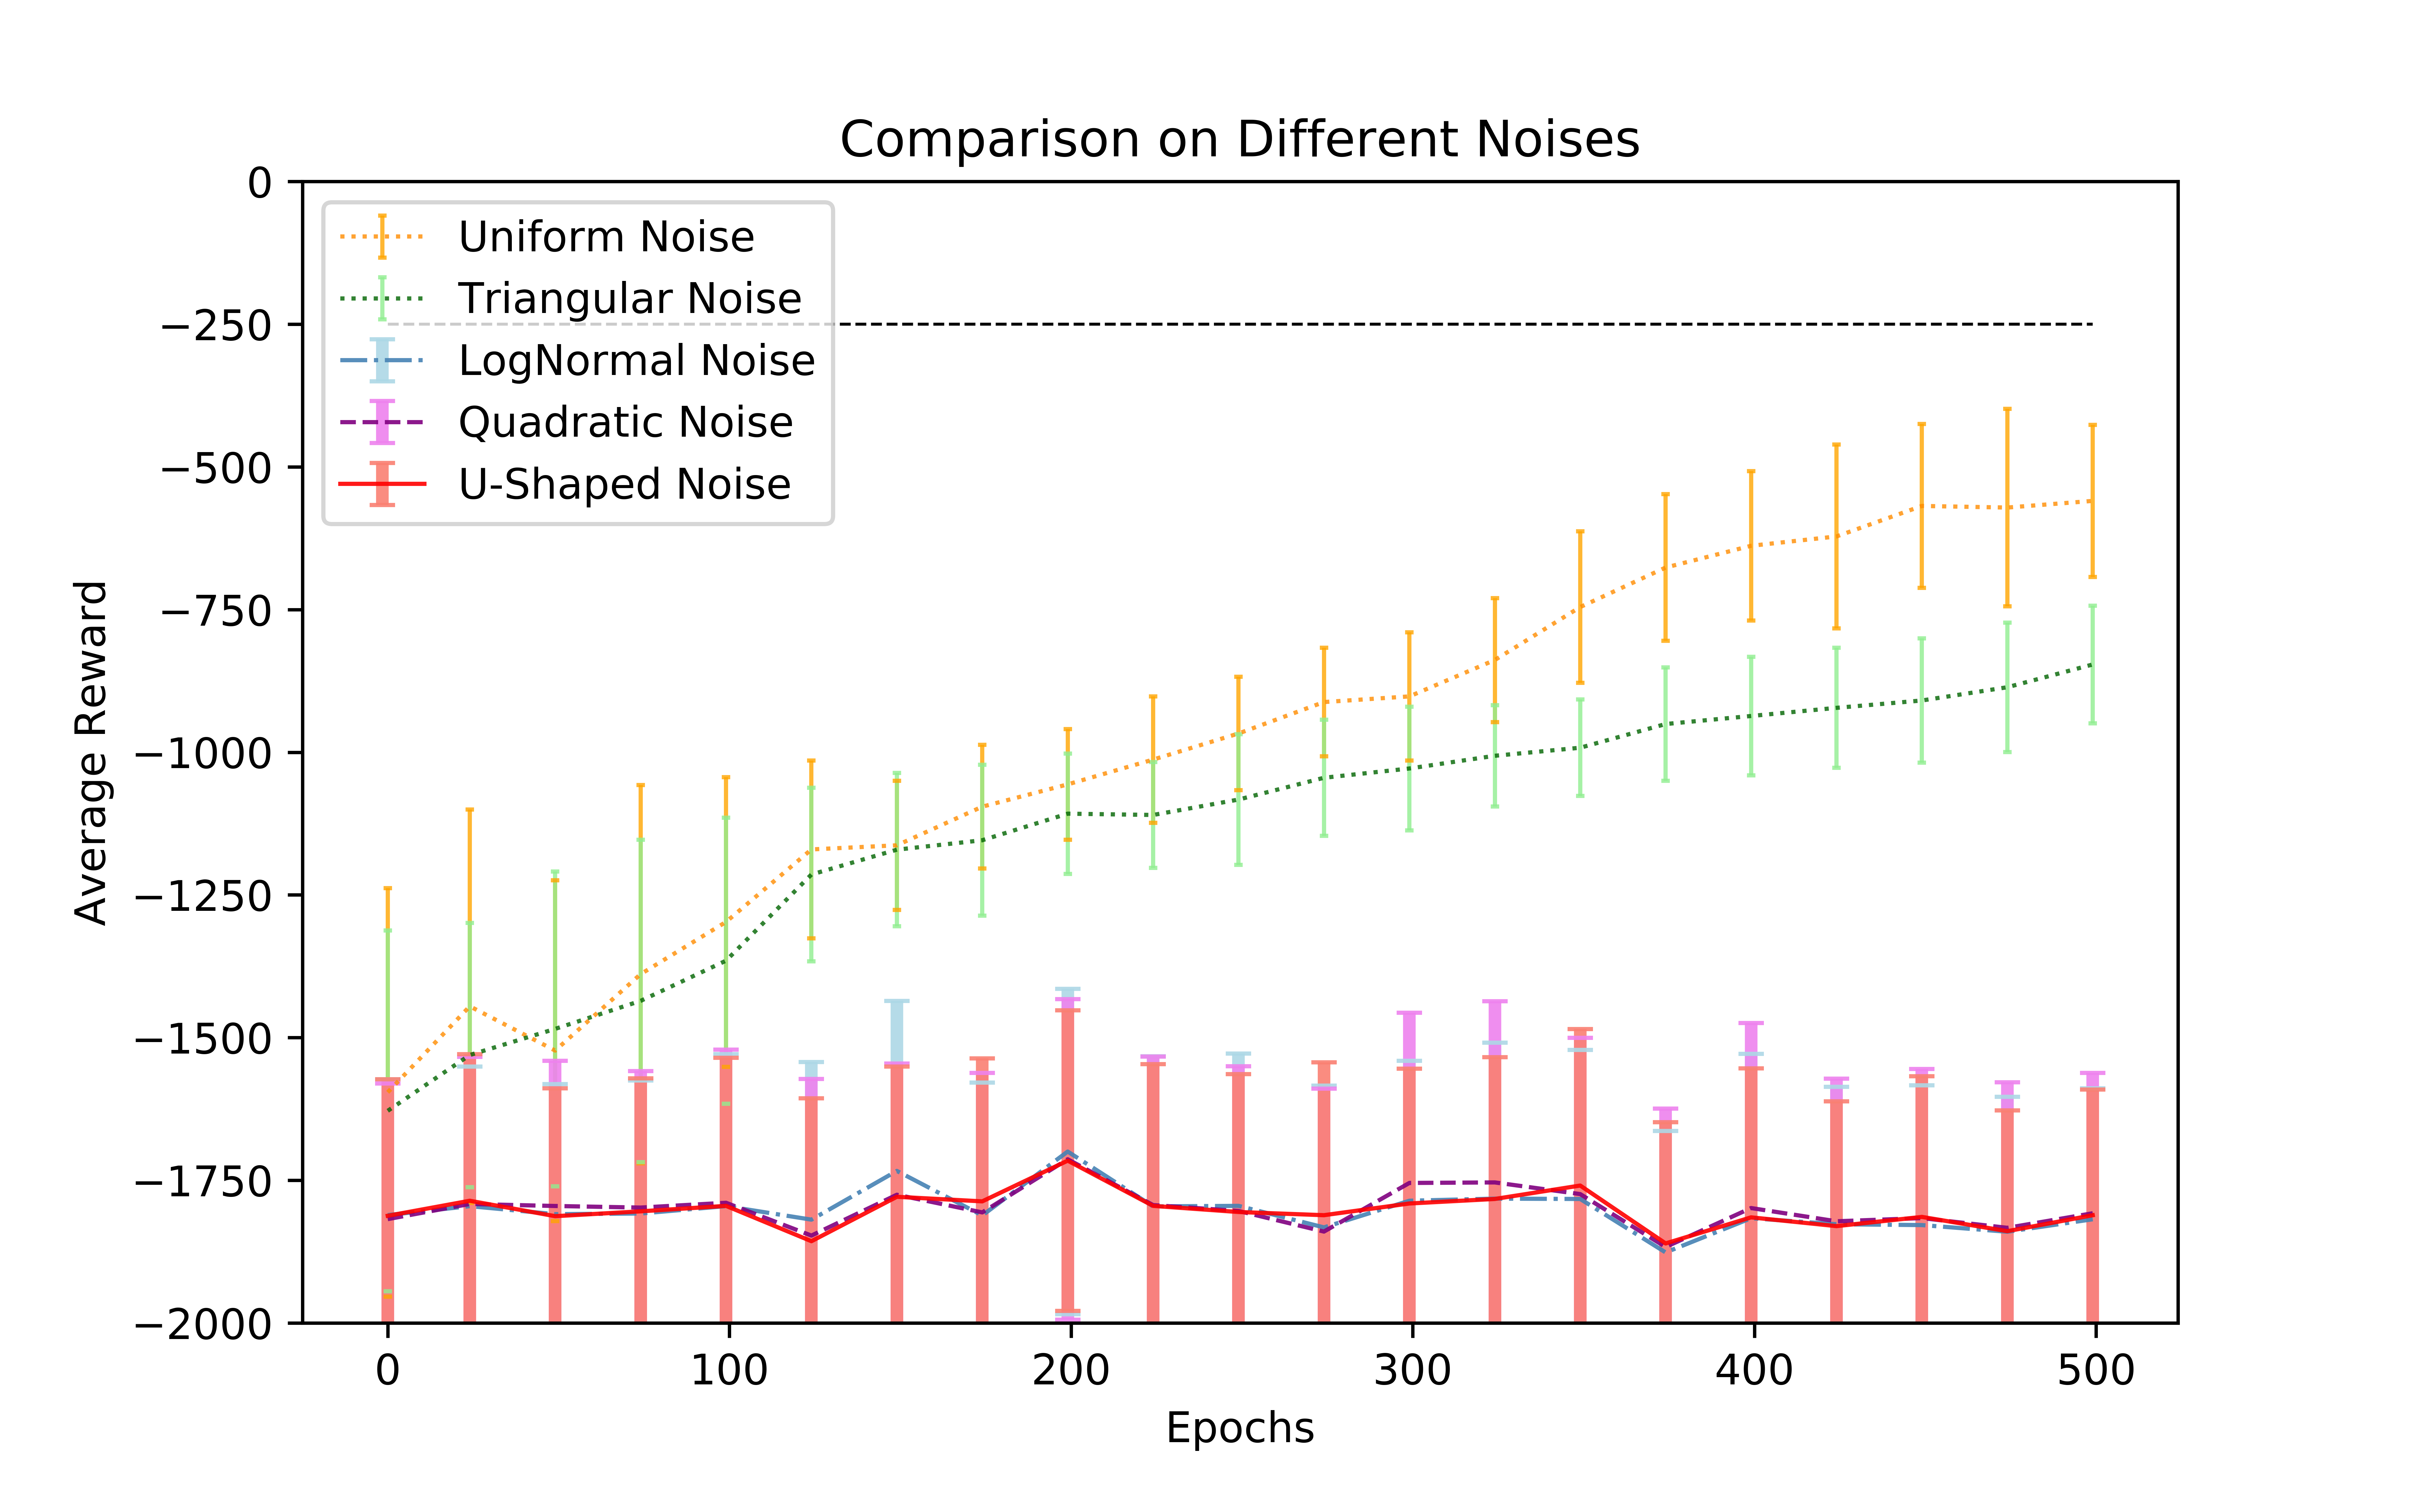 Comparison on Different Noises
0
−250
−500
−750
−1000
−1250
−1500
−1750
−2000
Average Reward
Uniform Noise
Triangular Noise
LogNormal Noise
Quadratic Noise
U-Shaped Noise
0 100 200 300 400 500
Epochs